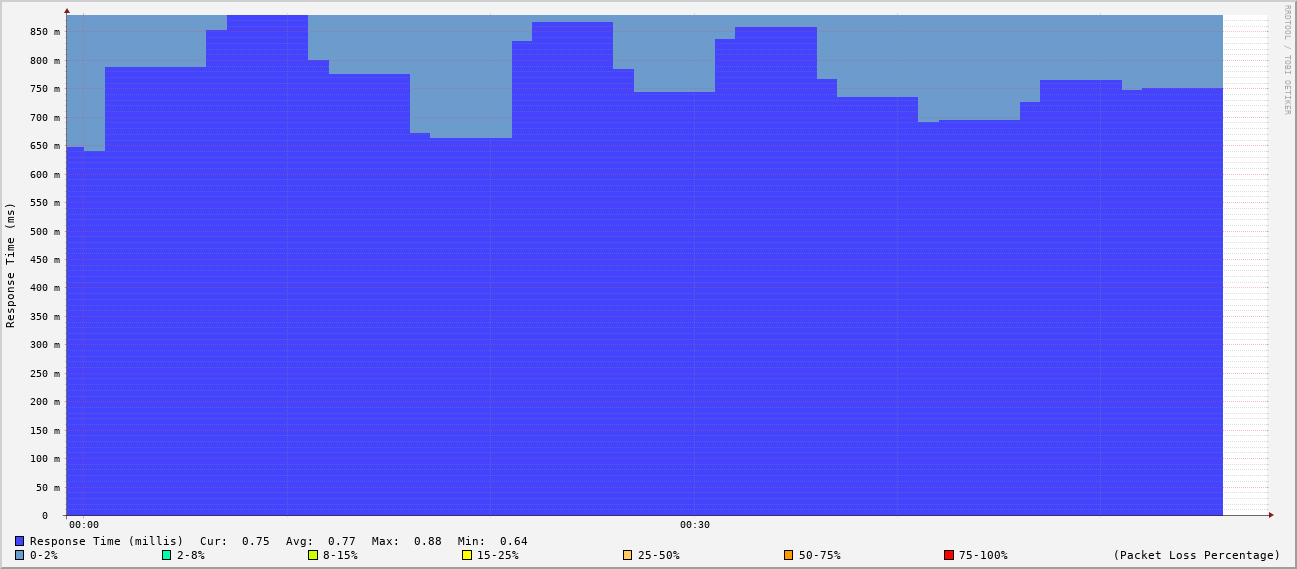 RRDTOOL / TOBI OETIKER
Response Time (ms)
850 m
800 m
750 m
700 m
650 m
600 m
550 m
500 m
450 m
400 m
350 m
300 m
250 m
200 m
150 m
100 m
50 m
0
00:00 00:30
Response Time (millis) Cur: 0.75 Avg: 0.77 Max: 0.88 Min: 0.64
0-2% 2-8% 8-15% 15-25% 25-50% 50-75% 75-100% (Packet Loss Percentage)